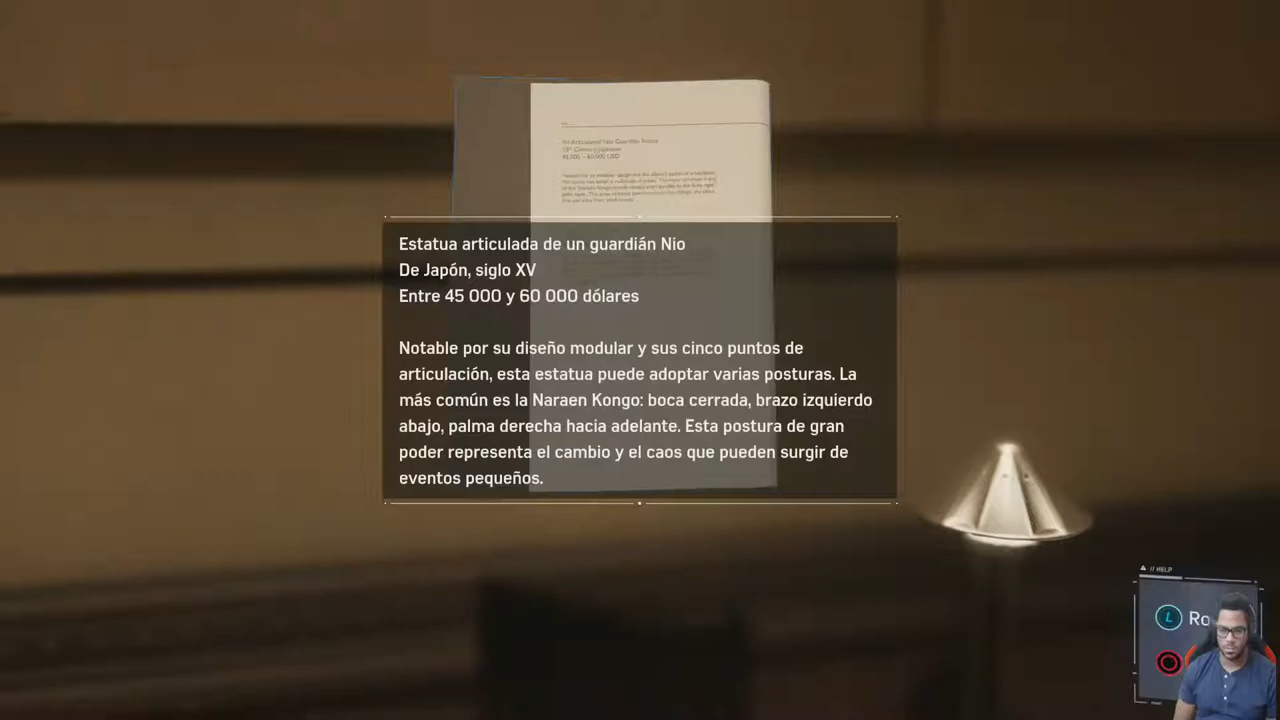 Estatua articulada de un guardián Nio
De Japón, siglo XV
Entre 45 000 y 60 000 dólares
Notable por su diseño modular y sus cinco puntos de
articulación, esta estatua puede adoptar varias posturas. La
más común es la Naraen Kongo: boca cerrada, brazo izquierdo
abajo, palma derecha hacia adelante. Esta postura de gran
poder representa el cambio y el caos que pueden surgir de
eventos pequeños.
// HELP
L